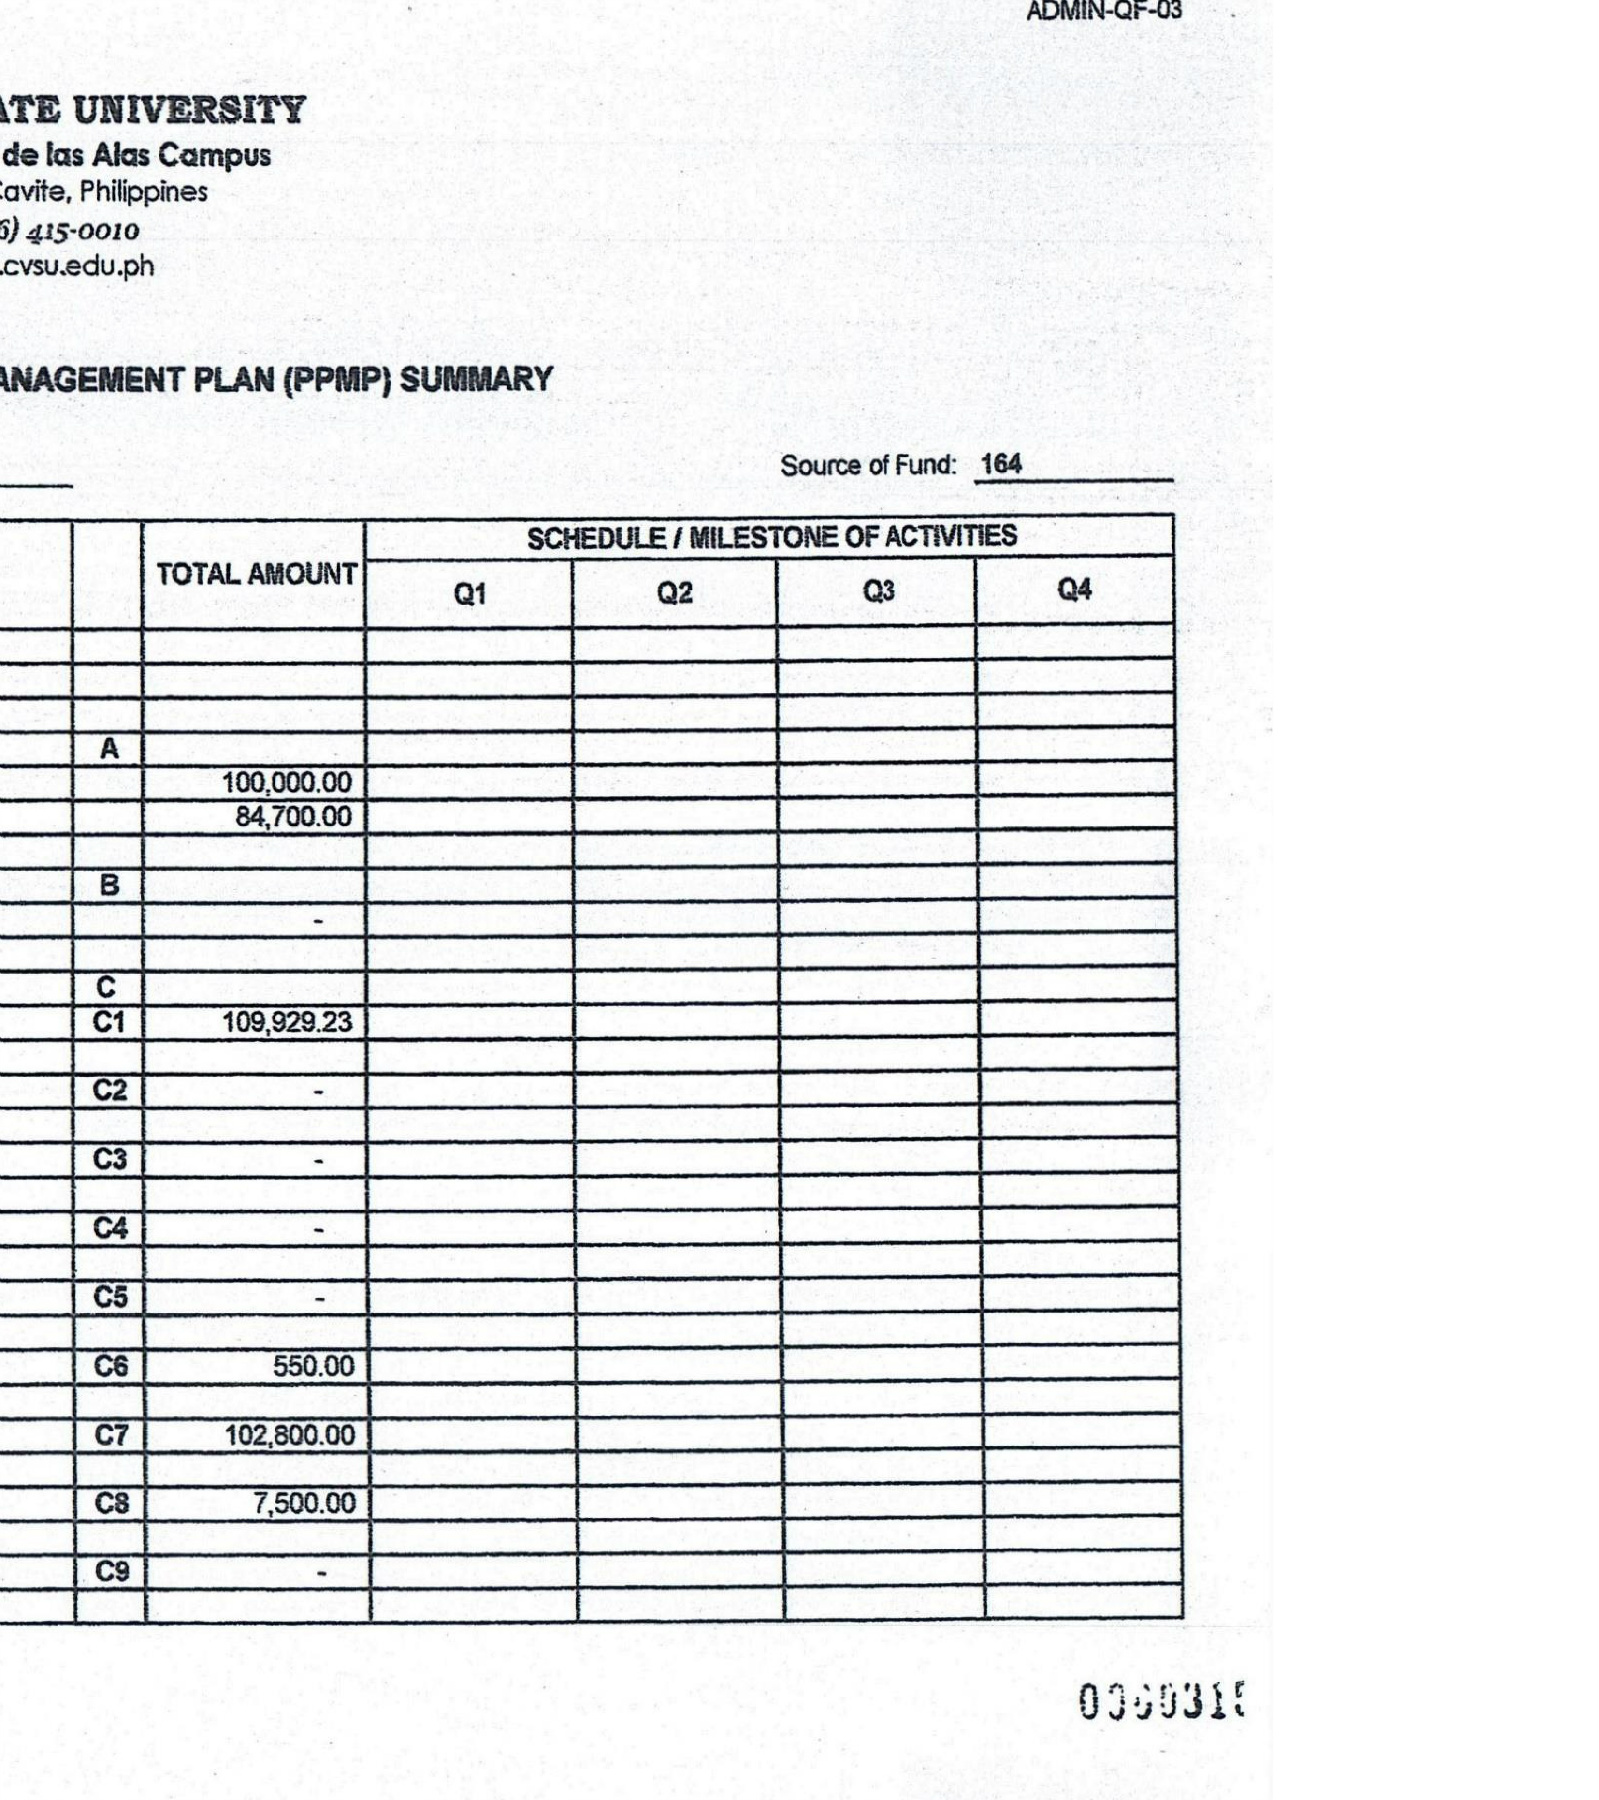 ADMIN-QF-03
ATE UNIVERSITY
de las Alas Campus
Cavite, Philippines
6) 415-0010
.cvsu.edu.ph
ANAGEMENT PLAN (PPMP) SUMMARY
Source of Fund: 164
SCHEDULE / MILESTONE OF ACTIVITIES
TOTAL AMOUNT
Q1 Q2 Q3 Q4
A
100,000.00
84,700.00
B
-
C
C1 109,929.23
C2 -
C3 -
C4 -
C5 -
C6 550.00
C7 102,800.00
C8 7,500.00
C9 -